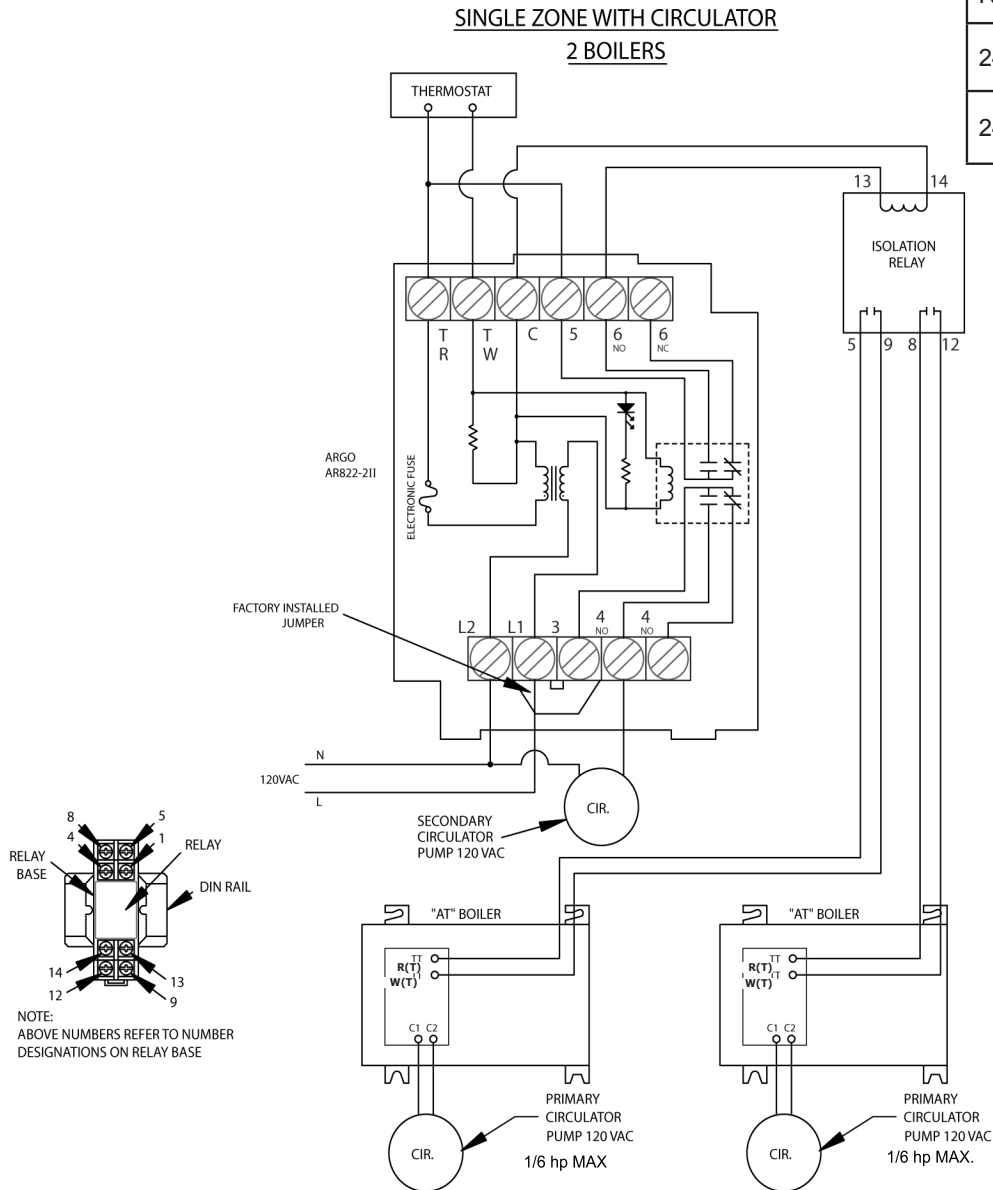 SINGLE ZONE WITH CIRCULATOR
2 BOILERS
THERMOSTAT
13
14
ISOLATION
RELAY
5
9
8
12
T
R
T
W
C
5
6
NO
6
NC
ARGO
AR822-2II
ELECTRONIC FUSE
FACTORY INSTALLED
JUMPER
L2
L1
3
4
NO
4
NO
N
120VAC
L
CIR.
SECONDARY
CIRCULATOR
PUMP 120 VAC
8
5
4
1
RELAY
BASE
RELAY
DIN RAIL
14
13
12
9
NOTE:
ABOVE NUMBERS REFER TO NUMBER
DESIGNATIONS ON RELAY BASE
"AT" BOILER
TT
R(T)
W(T)
C1 C2
CIR.
PRIMARY
CIRCULATOR
PUMP 120 VAC
1/6 hp MAX
"AT" BOILER
TT
R(T)
W(T)
C1 C2
CIR.
PRIMARY
CIRCULATOR
PUMP 120 VAC
1/6 hp MAX.